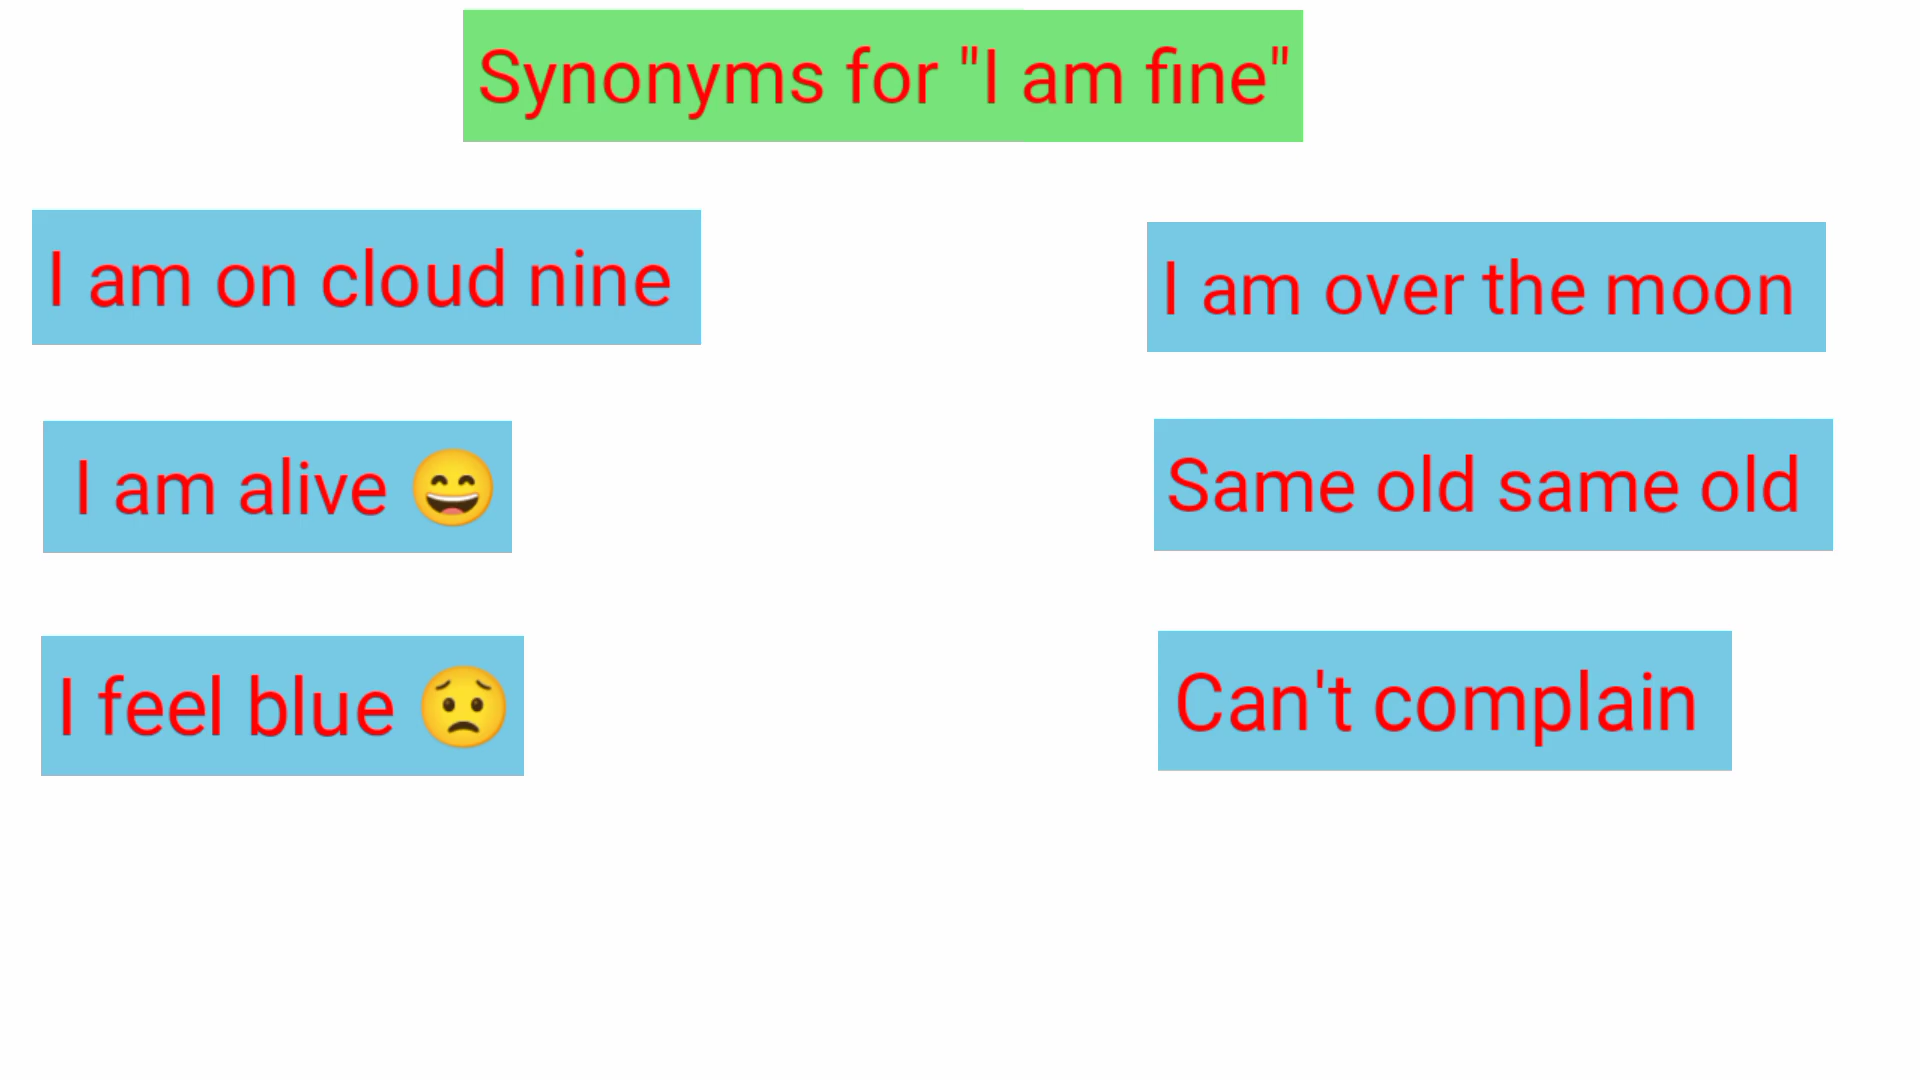 Synonyms for "I am fine"
I am on cloud nine
I am over the moon
I am alive 😄
Same old same old
I feel blue 😟
Can't complain